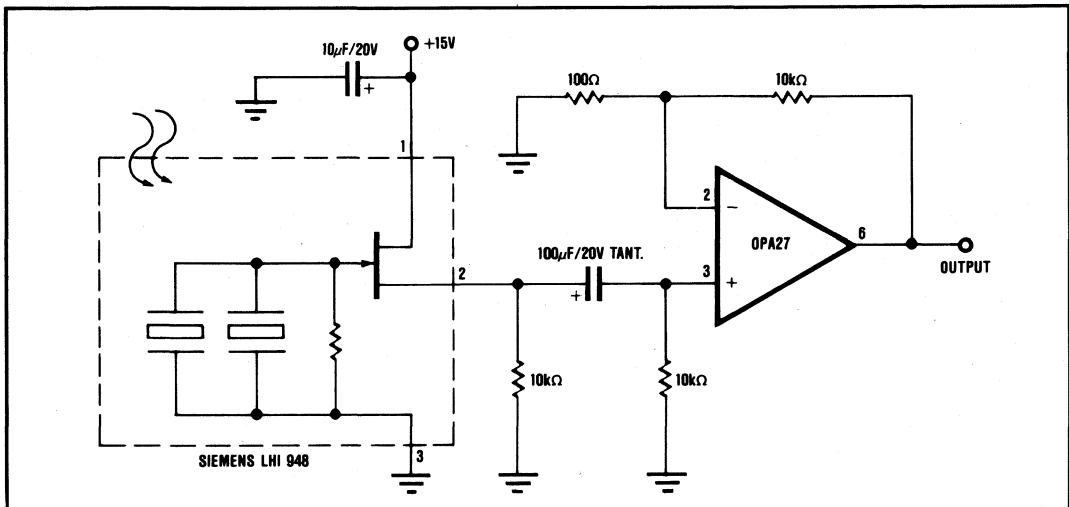 10µF/20V
+15V
+
100Ω
10kΩ
1
2
−
OPA27
6
OUTPUT
100µF/20V TANT.
2
3
+
+
10kΩ
10kΩ
3
SIEMENS LHI 948